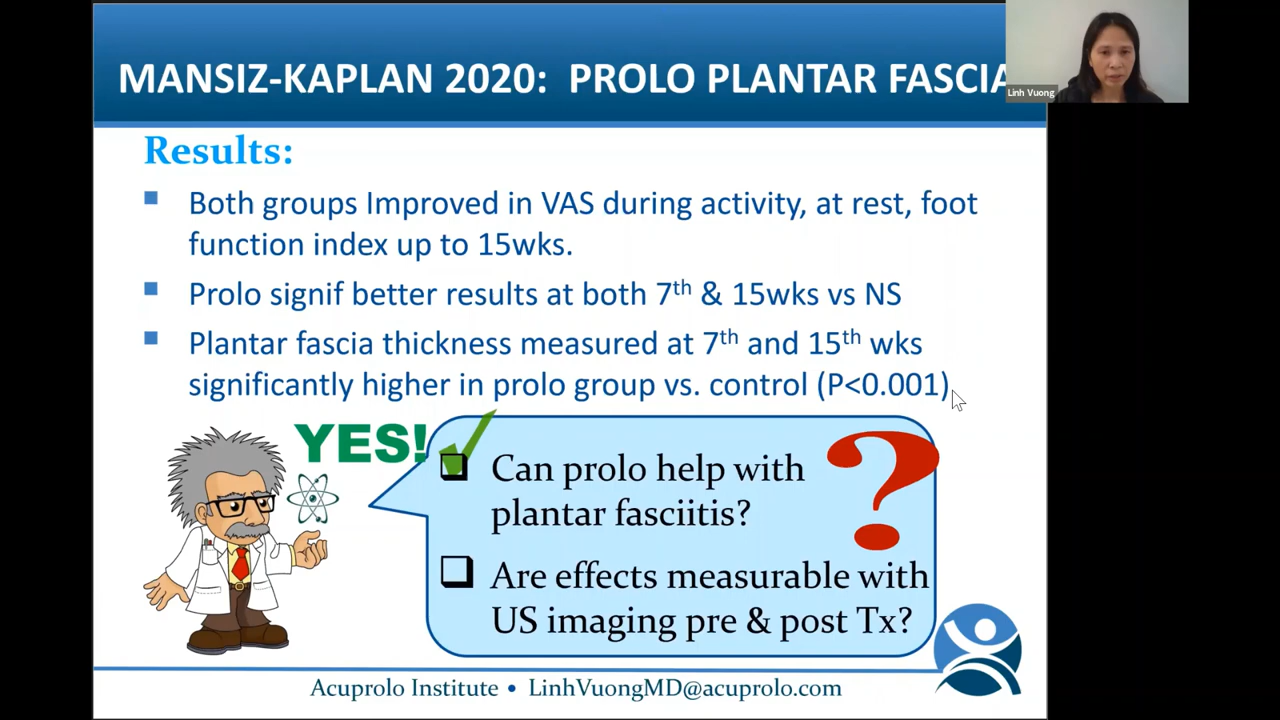 MANSIZ-KAPLAN 2020: PROLO PLANTAR FASCIA
Linh Vuong
Results:
Both groups Improved in VAS during activity, at rest, foot
function index up to 15wks.
Prolo signif better results at both 7th & 15wks vs NS
Plantar fascia thickness measured at 7th and 15th wks
significantly higher in prolo group vs. control (P<0.001)
YES!
Can prolo help with
plantar fasciitis?
?
Are effects measurable with
US imaging pre & post Tx?
Acuprolo Institute • LinhVuongMD@acuprolo.com